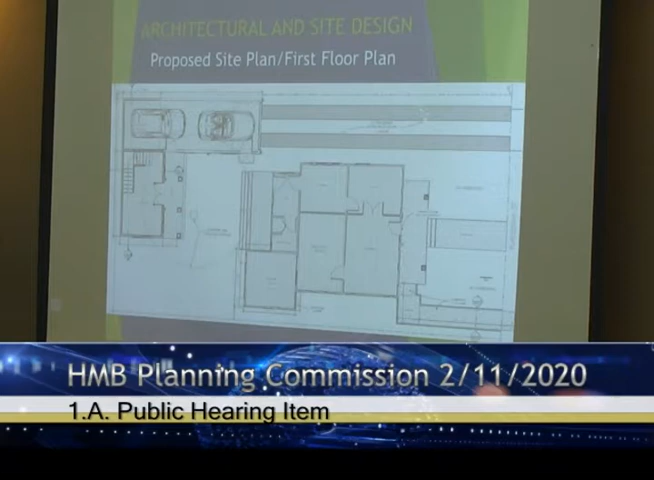 ARCHITECTURAL AND SITE DESIGN
Proposed Site Plan/First Floor Plan
HMB Planning Commission 2/11/2020
1.A. Public Hearing Item